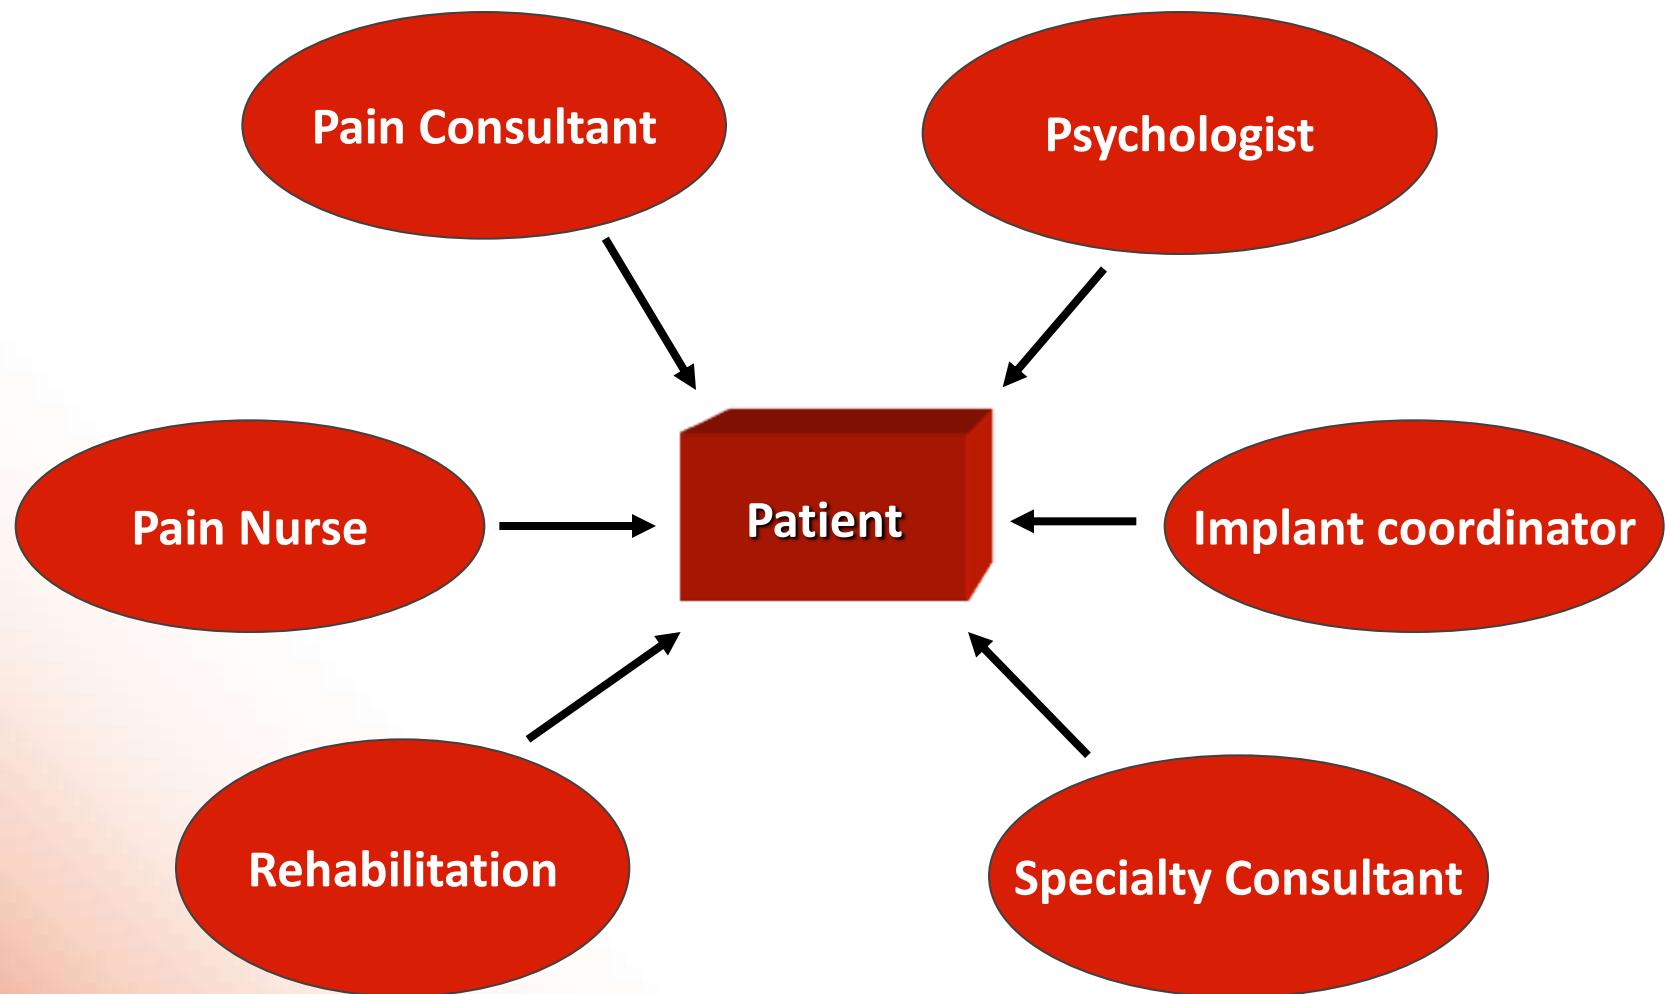 Pain Consultant
Psychologist
Pain Nurse
Patient
Implant coordinator
Rehabilitation
Specialty Consultant